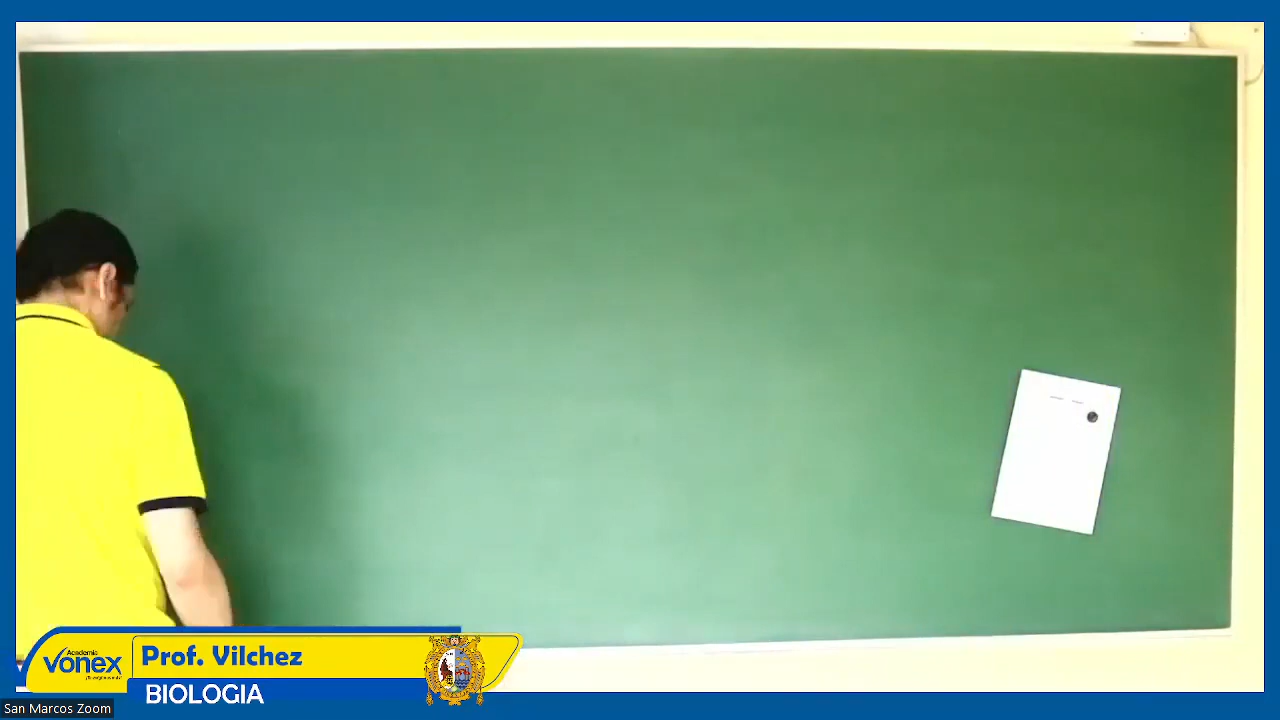 Academia
vonex
Prof. Vilchez
BIOLOGIA
San Marcos Zoom